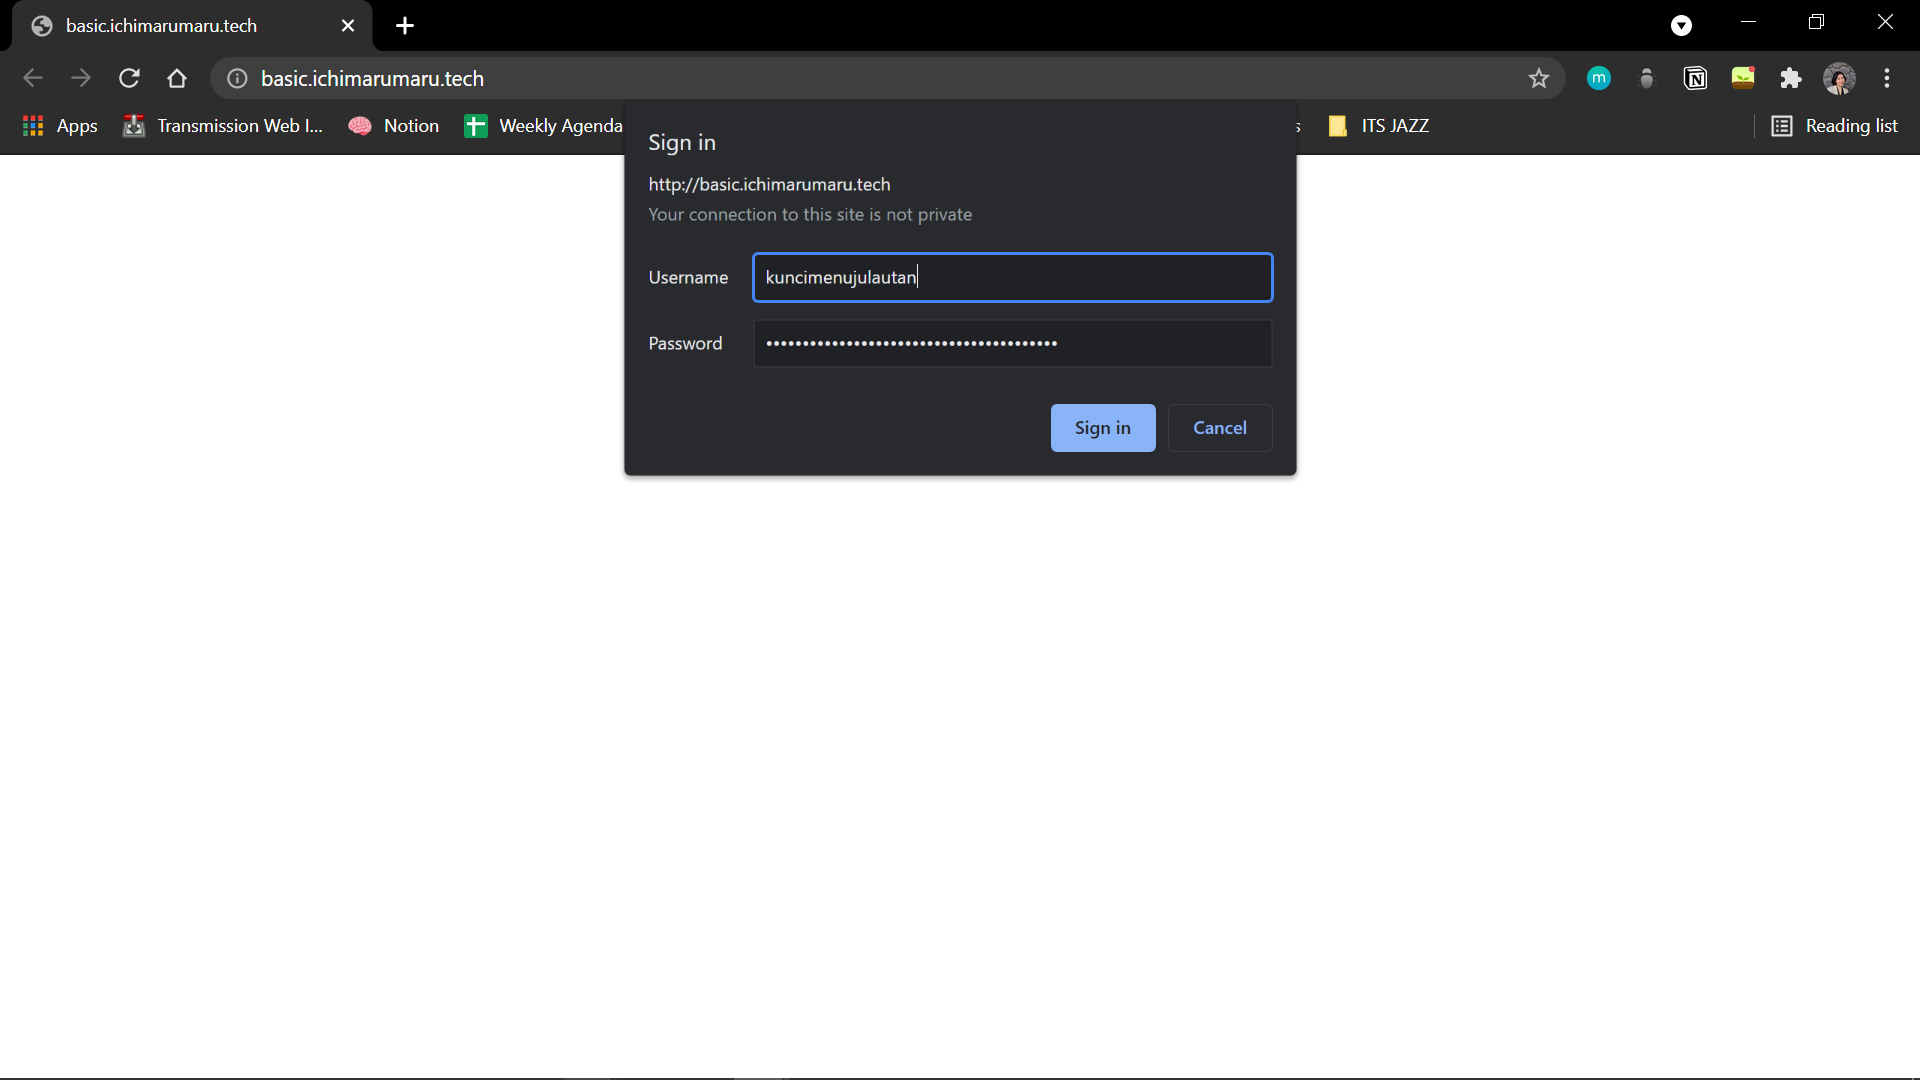 basic.ichimarumaru.tech
basic.ichimarumaru.tech
m
N
Apps
Transmission Web I...
Notion
Weekly Agenda
s
ITS JAZZ
Reading list
Sign in
http://basic.ichimarumaru.tech
Your connection to this site is not private
Username
kuncimenujulautan
Password
••••••••••••••••••••••••••••••••••••••••
Sign in
Cancel